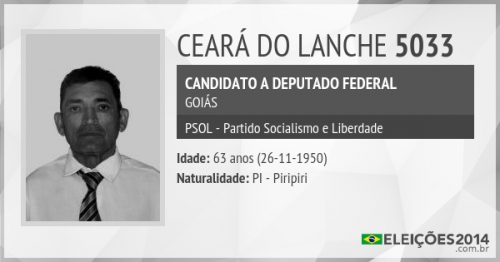 CEARÁ DO LANCHE 5033
CANDIDATO A DEPUTADO FEDERAL
GOIÁS
PSOL - Partido Socialismo e Liberdade
Idade: 63 anos (26-11-1950)
Naturalidade: PI - Piripiri
ELEIÇÕES2014
.com.br